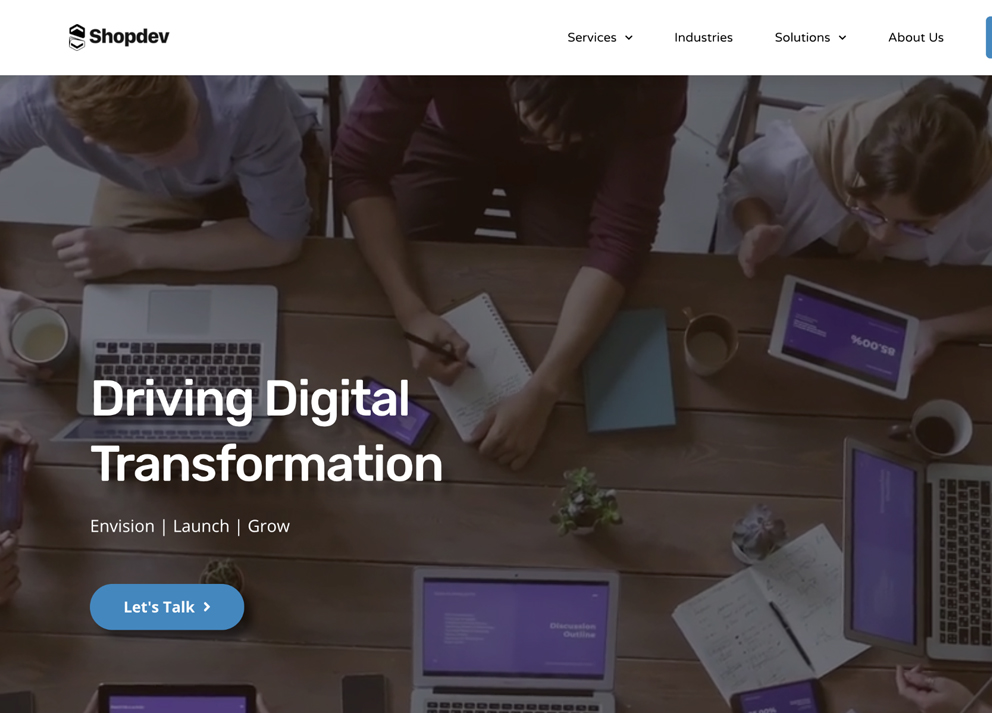 Shopdev
Services
Industries
Solutions
About Us
85.00%
Driving Digital
Transformation
Envision | Launch | Grow
Let's Talk
Discussion
Outline